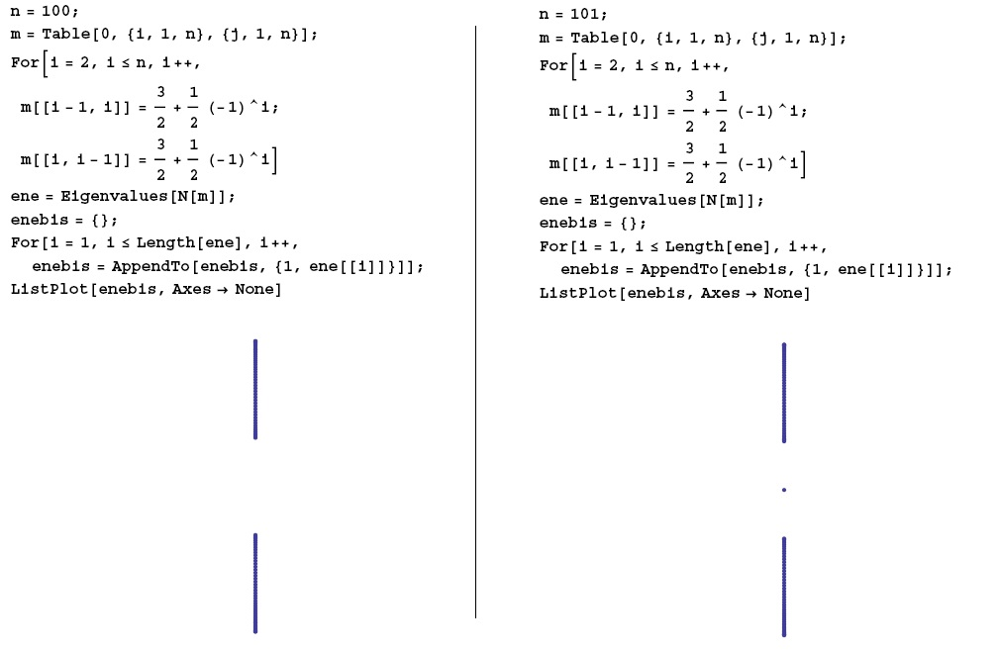 n = 100;
m = Table[0, {i, 1, n}, {j, 1, n}];
For[i = 2, i ≤ n, i++,
m[[i - 1, i]] = 3/2 + 1/2 (-1)^i;
m[[i, i - 1]] = 3/2 + 1/2 (-1)^i]
ene = Eigenvalues[N[m]];
enebis = {};
For[i = 1, i ≤ Length[ene], i++,
enebis = AppendTo[enebis, {1, ene[[i]]}]];
ListPlot[enebis, Axes → None]
n = 101;
m = Table[0, {i, 1, n}, {j, 1, n}];
For[i = 2, i ≤ n, i++,
m[[i - 1, i]] = 3/2 + 1/2 (-1)^i;
m[[i, i - 1]] = 3/2 + 1/2 (-1)^i]
ene = Eigenvalues[N[m]];
enebis = {};
For[i = 1, i ≤ Length[ene], i++,
enebis = AppendTo[enebis, {1, ene[[i]]}]];
ListPlot[enebis, Axes → None]